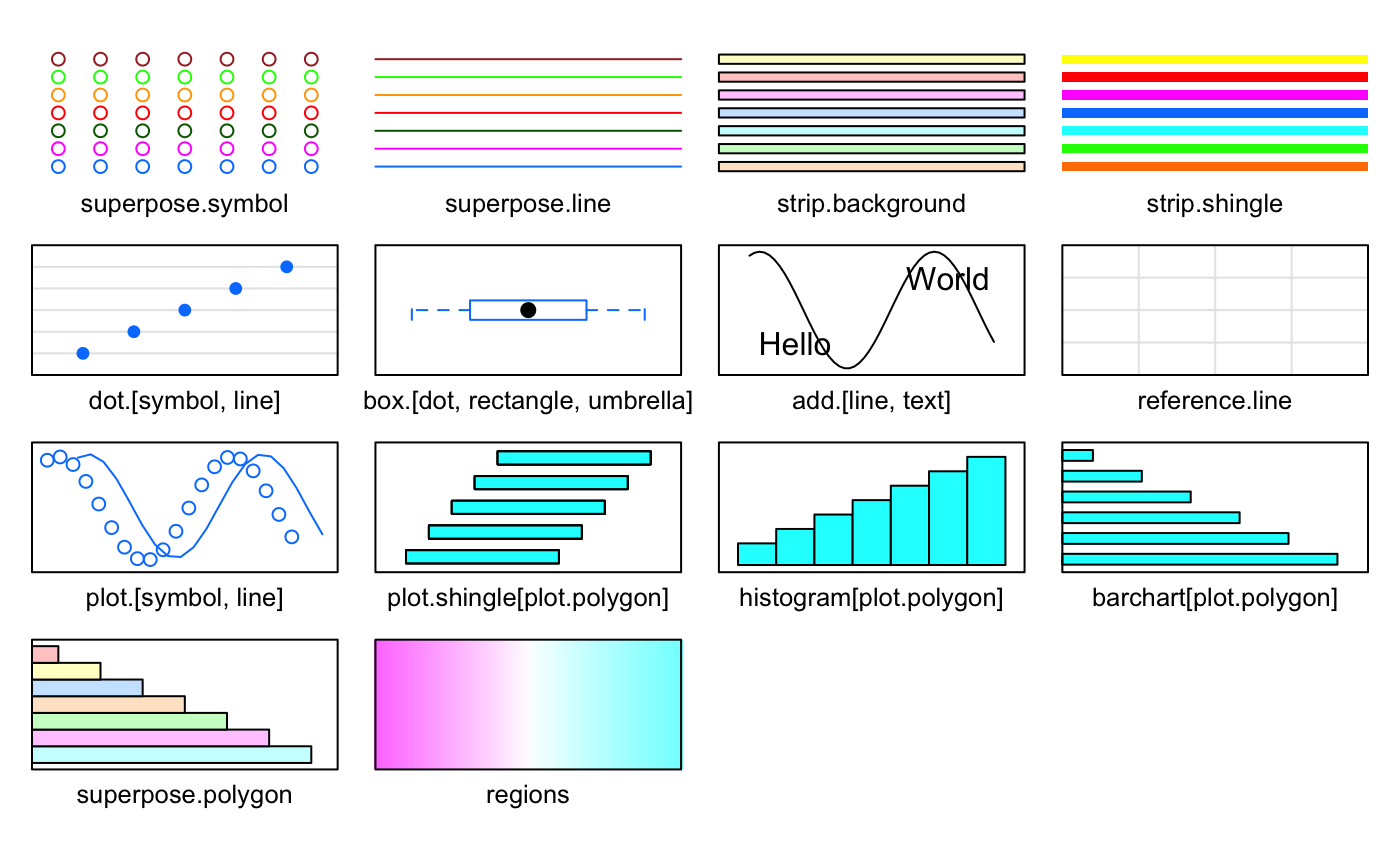 superpose.symbol
superpose.line
strip.background
strip.shingle
World
Hello
dot.[symbol, line]
box.[dot, rectangle, umbrella]
add.[line, text]
reference.line
plot.[symbol, line]
plot.shingle[plot.polygon]
histogram[plot.polygon]
barchart[plot.polygon]
superpose.polygon
regions